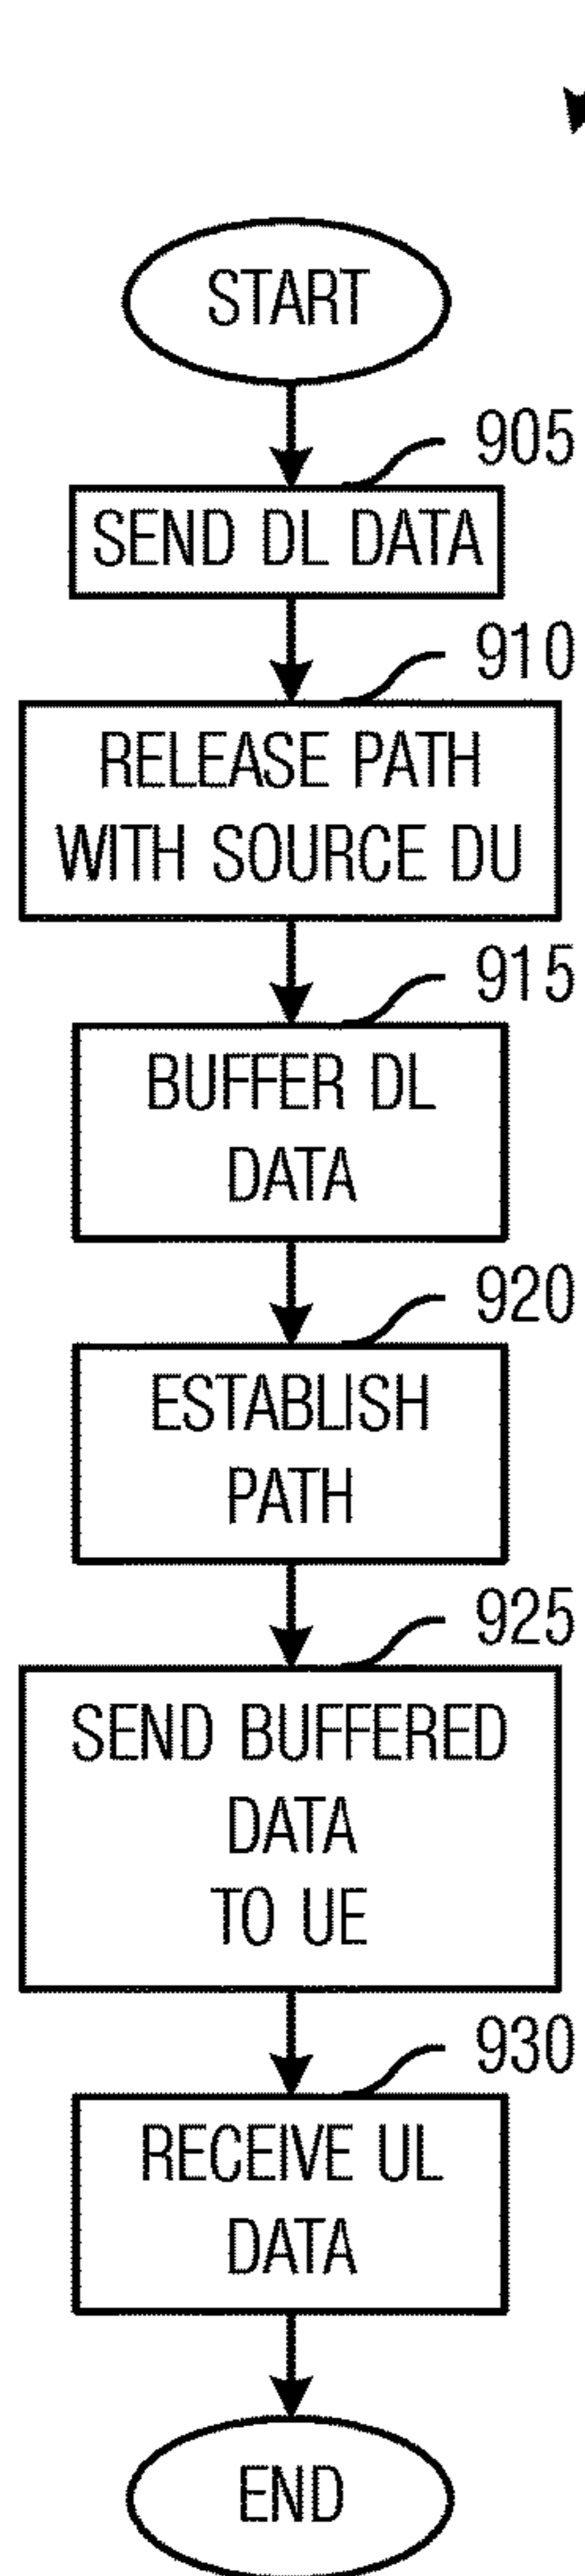 START
905
SEND DL DATA
910
RELEASE PATH
WITH SOURCE DU
915
BUFFER DL
DATA
920
ESTABLISH
PATH
925
SEND BUFFERED
DATA
TO UE
930
RECEIVE UL
DATA
END